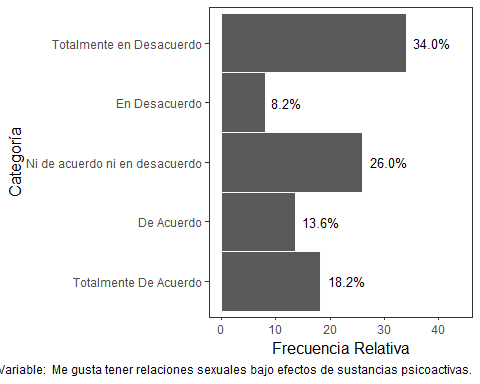 Totalmente en Desacuerdo
34.0%
En Desacuerdo
8.2%
Ni de acuerdo ni en desacuerdo
26.0%
De Acuerdo
13.6%
Totalmente De Acuerdo
18.2%
Categoría
0 10 20 30 40
Frecuencia Relativa
Variable: Me gusta tener relaciones sexuales bajo efectos de sustancias psicoactivas.